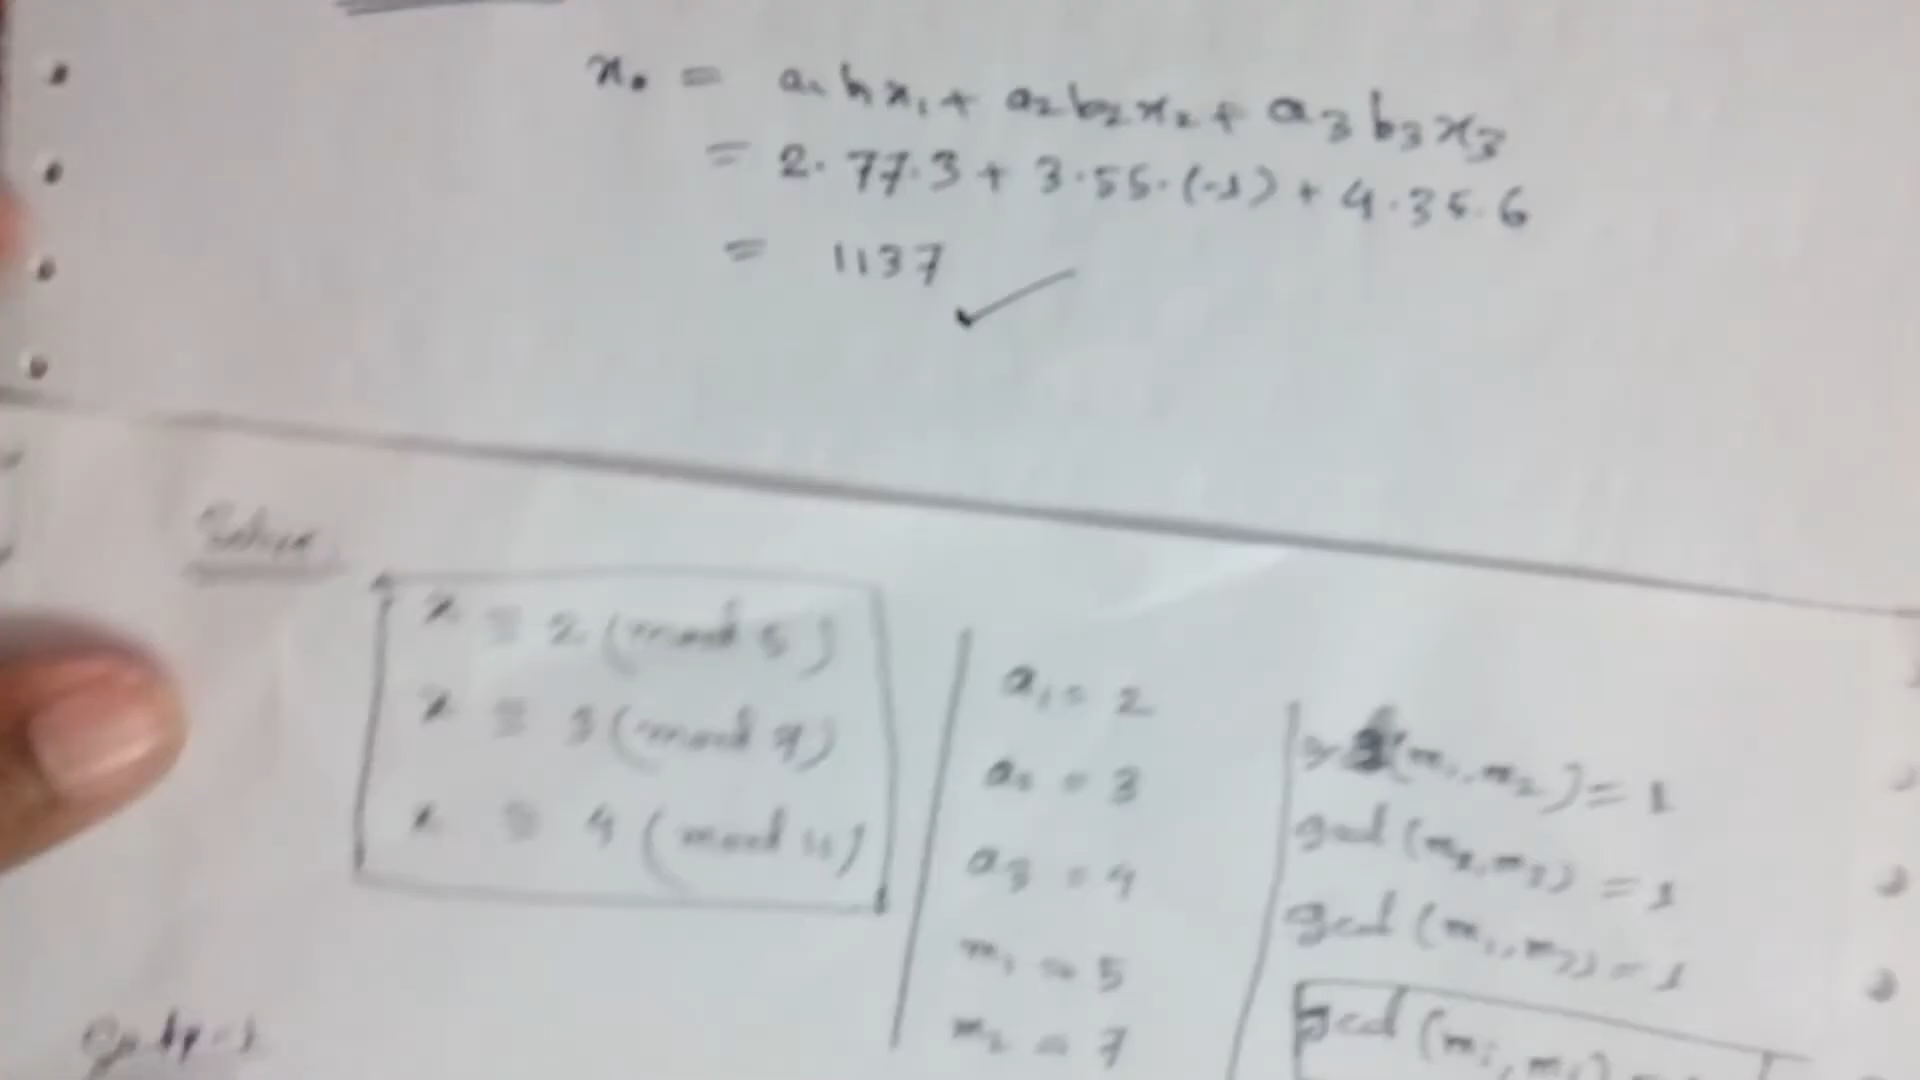 x₀ = a₁b₁x₁ + a₂b₂x₂ + a₃b₃x₃
= 2·77·3 + 3·55·(-1) + 4·35·6
= 1137 ✓
Solve
x ≡ 2 (mod 5)
x ≡ 3 (mod 7)
x ≡ 4 (mod 11)
a₁ = 2
a₂ = 3
a₃ = 4
m₁ = 5
m₂ = 7
(m₁, m₂) = 1
gcd (m₂, m₃) = 1
gcd (m₁, m₃) = 1
gcd (mᵢ, mⱼ)